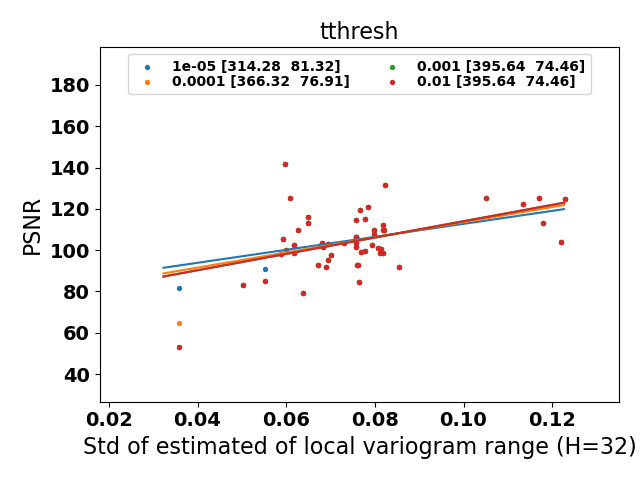 tthresh
1e-05 [314.28  81.32]
0.0001 [366.32  76.91]
0.001 [395.64  74.46]
0.01 [395.64  74.46]
PSNR
180
160
140
120
100
80
60
40
0.02 0.04 0.06 0.08 0.10 0.12
Std of estimated of local variogram range (H=32)